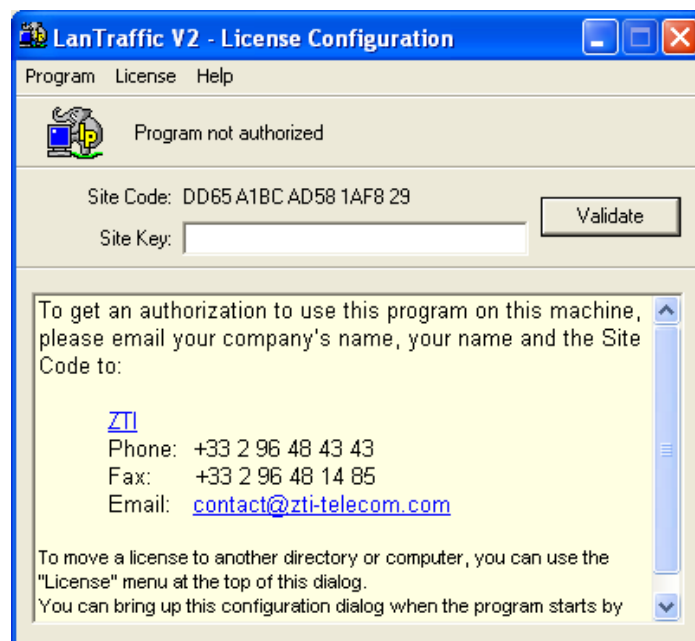 LanTraffic V2 - License Configuration
Program License Help
Program not authorized
Site Code: DD65 A1BC AD58 1AF8 29
Validate
Site Key:
To get an authorization to use this program on this machine,
please email your company's name, your name and the Site
Code to:
ZTI
Phone: +33 2 96 48 43 43
Fax: +33 2 96 48 14 85
Email: contact@zti-telecom.com
To move a license to another directory or computer, you can use the
"License" menu at the top of this dialog.
You can bring up this configuration dialog when the program starts by